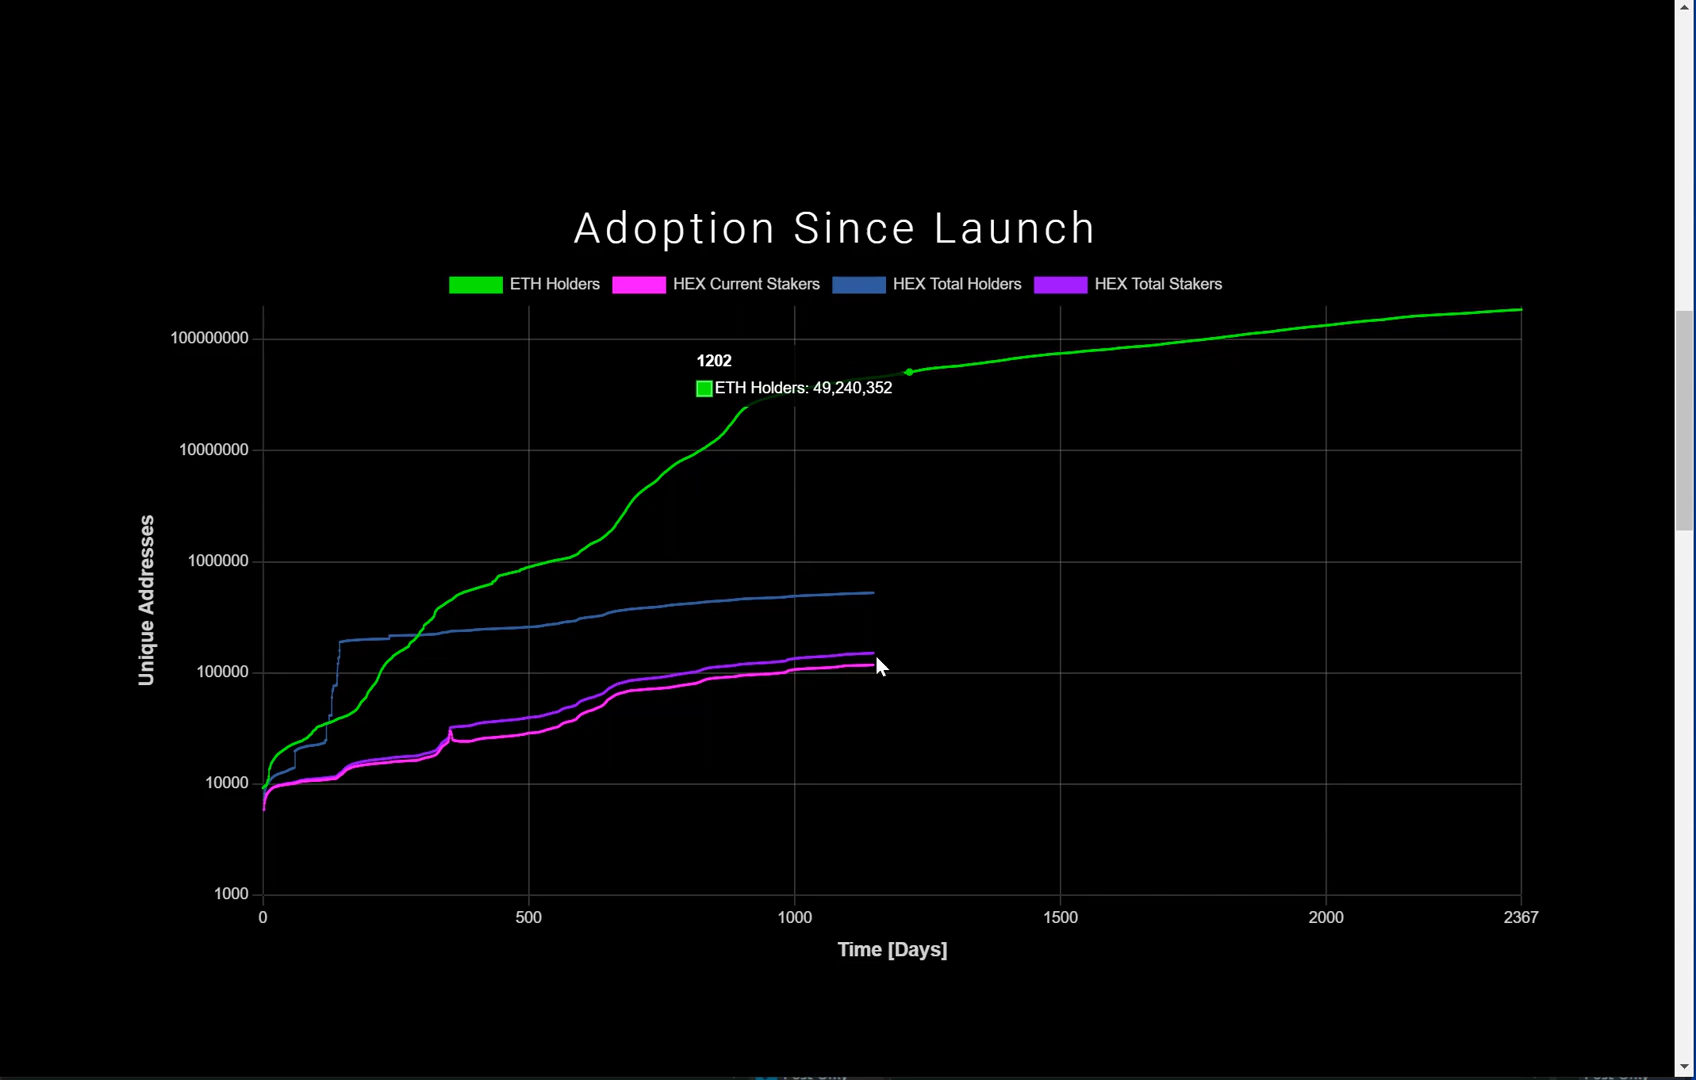 Adoption Since Launch
ETH Holders HEX Current Stakers HEX Total Holders HEX Total Stakers
100000000
1202
ETH Holders: 49,240,352
10000000
1000000
Unique Addresses
100000
10000
1000
0 500 1000 1500 2000 2367
Time [Days]